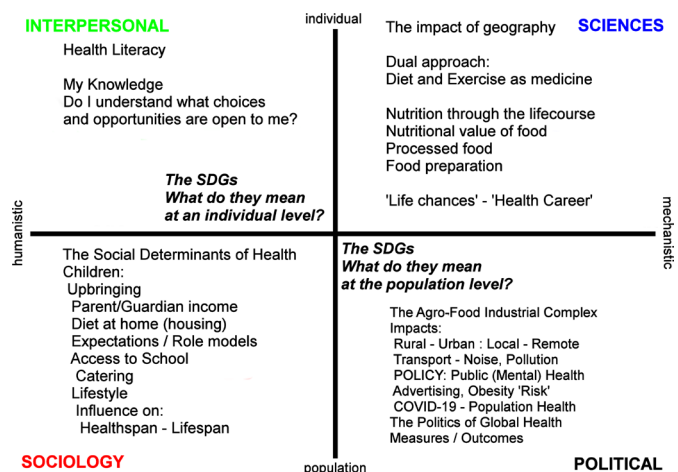 individual
INTERPERSONAL
Health Literacy
My Knowledge
Do I understand what choices
and opportunities are open to me?
The SDGs
What do they mean
at an individual level?
SCIENCES
The impact of geography
Dual approach:
Diet and Exercise as medicine
Nutrition through the lifecourse
Nutritional value of food
Processed food
Food preparation
'Life chances' - 'Health Career'
humanistic
mechanistic
The Social Determinants of Health
Children:
Upbringing
Parent/Guardian income
Diet at home (housing)
Expectations / Role models
Access to School
Catering
Lifestyle
Influence on:
Healthspan - Lifespan
SOCIOLOGY
The SDGs
What do they mean
at the population level?
The Agro-Food Industrial Complex
Impacts:
Rural - Urban : Local - Remote
Transport - Noise, Pollution
POLICY: Public (Mental) Health
Advertising, Obesity 'Risk'
COVID-19 - Population Health
The Politics of Global Health
Measures / Outcomes
POLITICAL
population